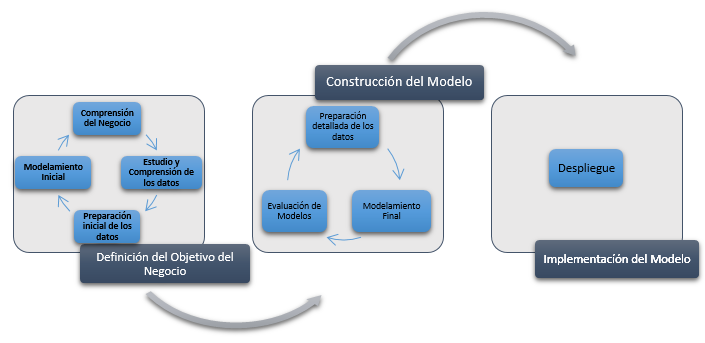 Comprensión
del Negocio
Estudio y
Comprensión de
los datos
Preparación
inicial de los
datos
Modelamiento
Inicial
Definición del Objetivo del
Negocio
Construcción del Modelo
Preparación
detallada de los
datos
Modelamiento
Final
Evaluación de
Modelos
Despliegue
Implementacíón del Modelo